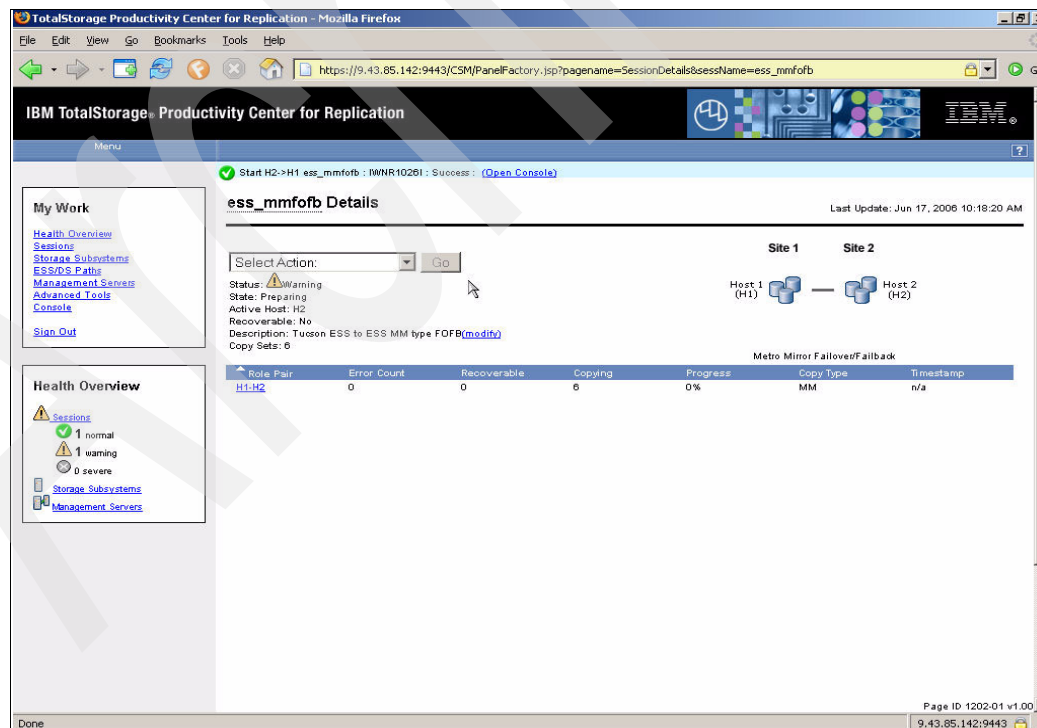 TotalStorage Productivity Center for Replication - Mozilla Firefox
File Edit View Go Bookmarks Tools Help
https://9.43.85.142:9443/CSM/PanelFactory.jsp?pagename=SessionDetails&sessName=ess_mmfofb
IBM TotalStorage® Productivity Center for Replication
IBM®
Menu
?
Start H2->H1 ess_mmfofb : IWNR1026I : Success : (Open Console)
My Work
Health Overview
Sessions
Storage Subsystems
ESS/DS Paths
Management Servers
Advanced Tools
Console
Sign Out
Health Overview
Sessions
1 normal
1 warning
0 severe
Storage Subsystems
Management Servers
ess_mmfofb Details
Last Update: Jun 17, 2006 10:18:20 AM
Select Action: Go
Status: Warning
State: Preparing
Active Host: H2
Recoverable: No
Description: Tucson ESS to ESS MM type FOFB(modify)
Copy Sets: 6
Site 1 Site 2
Host 1 (H1)
Host 2 (H2)
Metro Mirror Failover/Failback
Role Pair Error Count Recoverable Copying Progress Copy Type Timestamp
H1-H2 0 0 6 0% MM n/a
Page ID 1202-01 v1.00
Done 9.43.85.142:9443